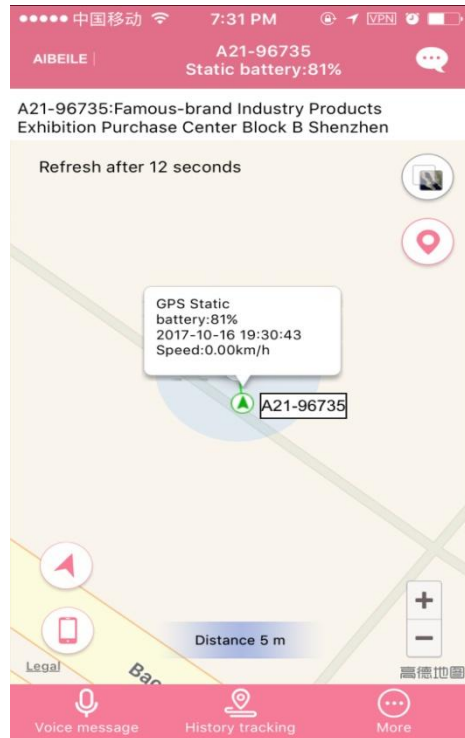 中国移动 7:31 PM VPN
AIBEILE
A21-96735
Static battery:81%
A21-96735:Famous-brand Industry Products
Exhibition Purchase Center Block B Shenzhen
Refresh after 12 seconds
GPS Static
battery:81%
2017-10-16 19:30:43
Speed:0.00km/h
A21-96735
+
−
Distance 5 m
Legal
高德地圖
Voice message
History tracking
More